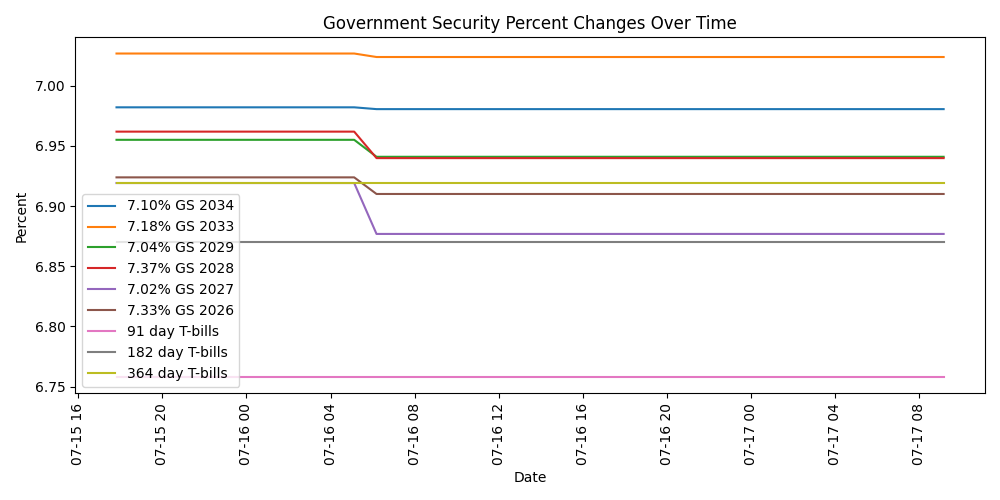 Government Security Percent Changes Over Time
Percent
7.00
6.95
6.90
6.85
6.80
6.75
7.10% GS 2034
7.18% GS 2033
7.04% GS 2029
7.37% GS 2028
7.02% GS 2027
7.33% GS 2026
91 day T-bills
182 day T-bills
364 day T-bills
07-15 16
07-15 20
07-16 00
07-16 04
07-16 08
07-16 12
07-16 16
07-16 20
07-17 00
07-17 04
07-17 08
Date